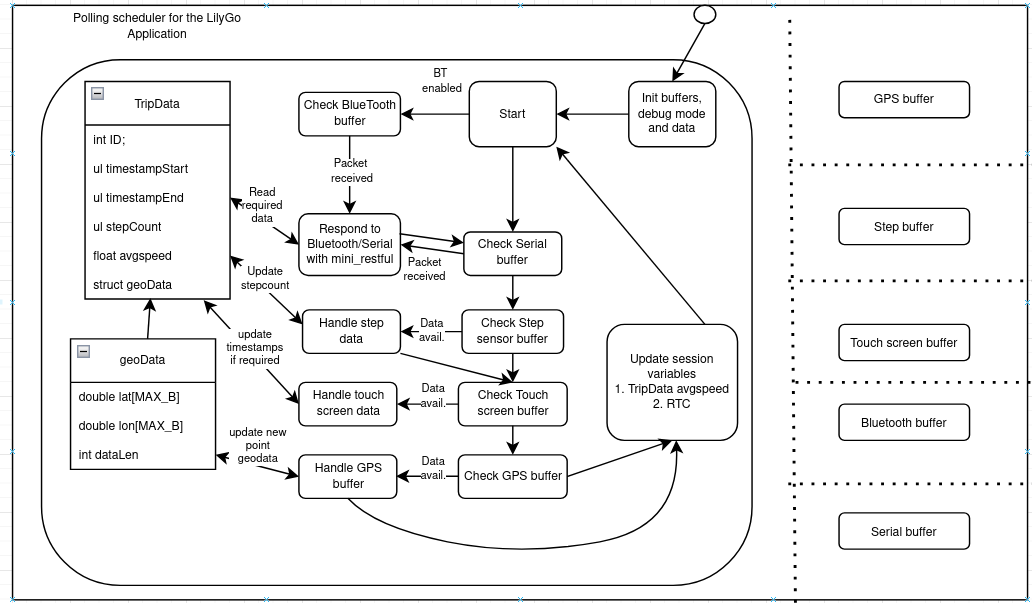 Polling scheduler for the LilyGo
Application
TripData
int ID;
ul timestampStart
ul timestampEnd
ul stepCount
float avgspeed
struct geoData
geoData
double lat[MAX_B]
double lon[MAX_B]
int dataLen
Read
required
data
Update
stepcount
update
timestamps
if required
update new
point
geodata
Check BlueTooth
buffer
Packet
received
Respond to
Bluetooth/Serial
with mini_restful
Handle step
data
Handle touch
screen data
Handle GPS
buffer
BT
enabled
Start
Packet
received
Check Serial
buffer
Data
avail.
Check Step
sensor buffer
Data
avail.
Check Touch
screen buffer
Data
avail.
Check GPS buffer
Init buffers,
debug mode
and data
Update session
variables
1. TripData avgspeed
2. RTC
GPS buffer
Step buffer
Touch screen buffer
Bluetooth buffer
Serial buffer